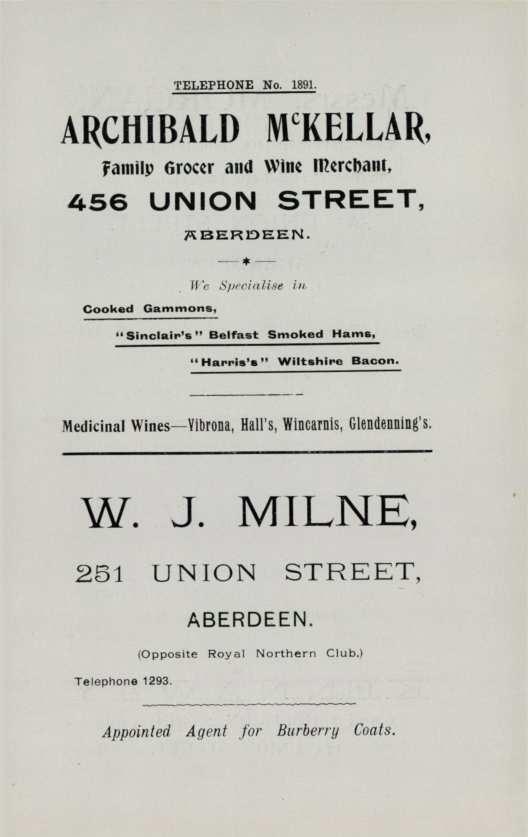 TELEPHONE No. 1891.
ARCHIBALD McKELLAR,
Family Grocer and Wine Merchant,
456 UNION STREET,
ABERDEEN.
We Specialise in
Cooked Gammons,
"Sinclair's" Belfast Smoked Hams,
"Harris's" Wiltshire Bacon.
Medicinal Wines—Vibrona, Hall's, Wincarnis, Glendenning's.
W. J. MILNE,
251 UNION STREET,
ABERDEEN.
(Opposite Royal Northern Club.)
Telephone 1293.
Appointed Agent for Burberry Coats.